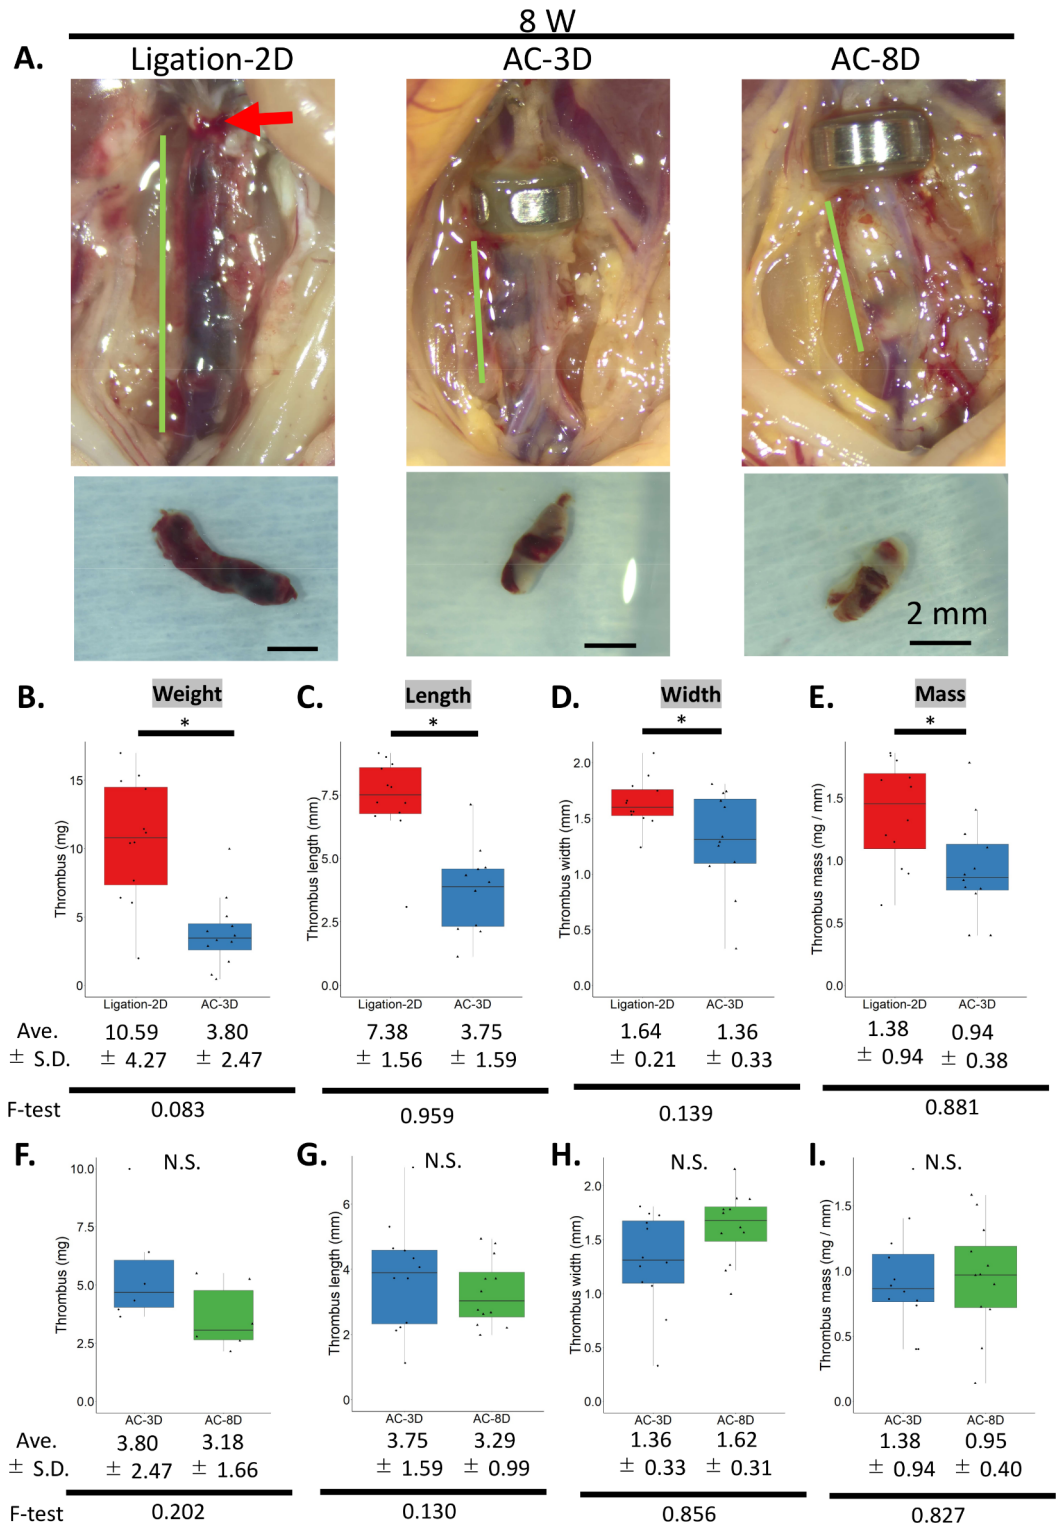 8 W
A. Ligation-2D AC-3D AC-8D
2 mm
B. Weight C. Length D. Width E. Mass
* * * *
Thrombus (mg)
15
10
5
0
Ligation-2D AC-3D
Thrombus length (mm)
7.5
5.0
2.5
0.0
Ligation-2D AC-3D
Thrombus width (mm)
2.0
1.5
1.0
0.5
0.0
Ligation-2D AC-3D
Thrombus mass (mg / mm)
1.5
1.0
0.5
0.0
Ligation-2D AC-3D
Ave. 10.59 3.80 7.38 3.75 1.64 1.36 1.38 0.94
± S.D. ± 4.27 ± 2.47 ± 1.56 ± 1.59 ± 0.21 ± 0.33 ± 0.94 ± 0.38
F-test 0.083 0.959 0.139 0.881
F. N.S. G. N.S. H. N.S. I. N.S.
Thrombus (mg)
10.0
7.5
5.0
2.5
0.0
AC-3D AC-8D
Thrombus length (mm)
6
4
2
0
AC-3D AC-8D
Thrombus width (mm)
2.0
1.5
1.0
0.5
0.0
AC-3D AC-8D
Thrombus mass (mg / mm)
1.5
1.0
0.5
0.0
AC-3D AC-8D
Ave. 3.80 3.18 3.75 3.29 1.36 1.62 1.38 0.95
± S.D. ± 2.47 ± 1.66 ± 1.59 ± 0.99 ± 0.33 ± 0.31 ± 0.94 ± 0.40
F-test 0.202 0.130 0.856 0.827